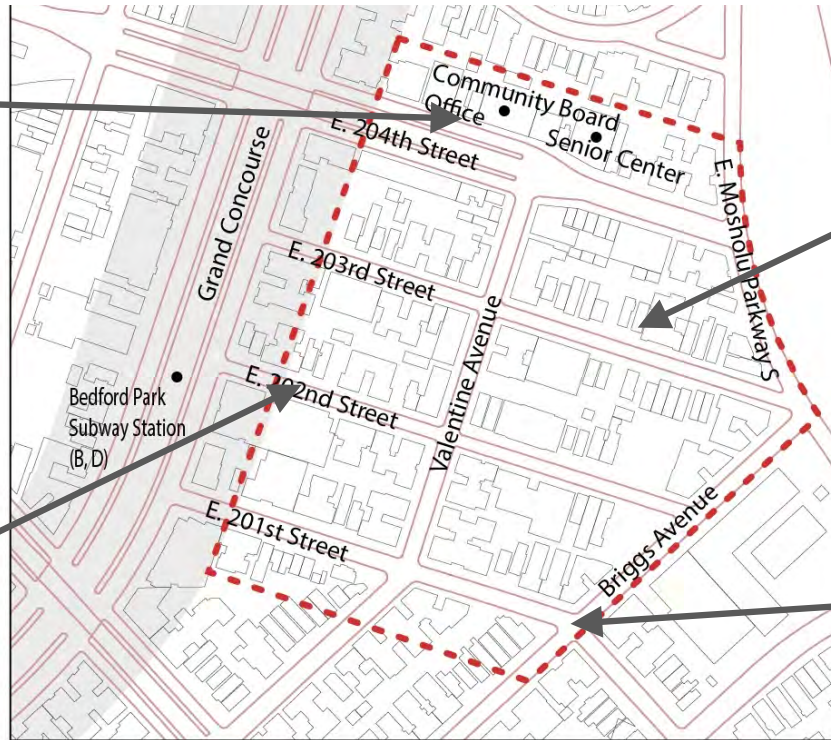 Community Board
Office
Senior Center
E. 204th Street
E. Mosholu Parkway S
Grand Concourse
E. 203rd Street
Valentine Avenue
E. 202nd Street
Bedford Park
Subway Station
(B, D)
E. 201st Street
Briggs Avenue